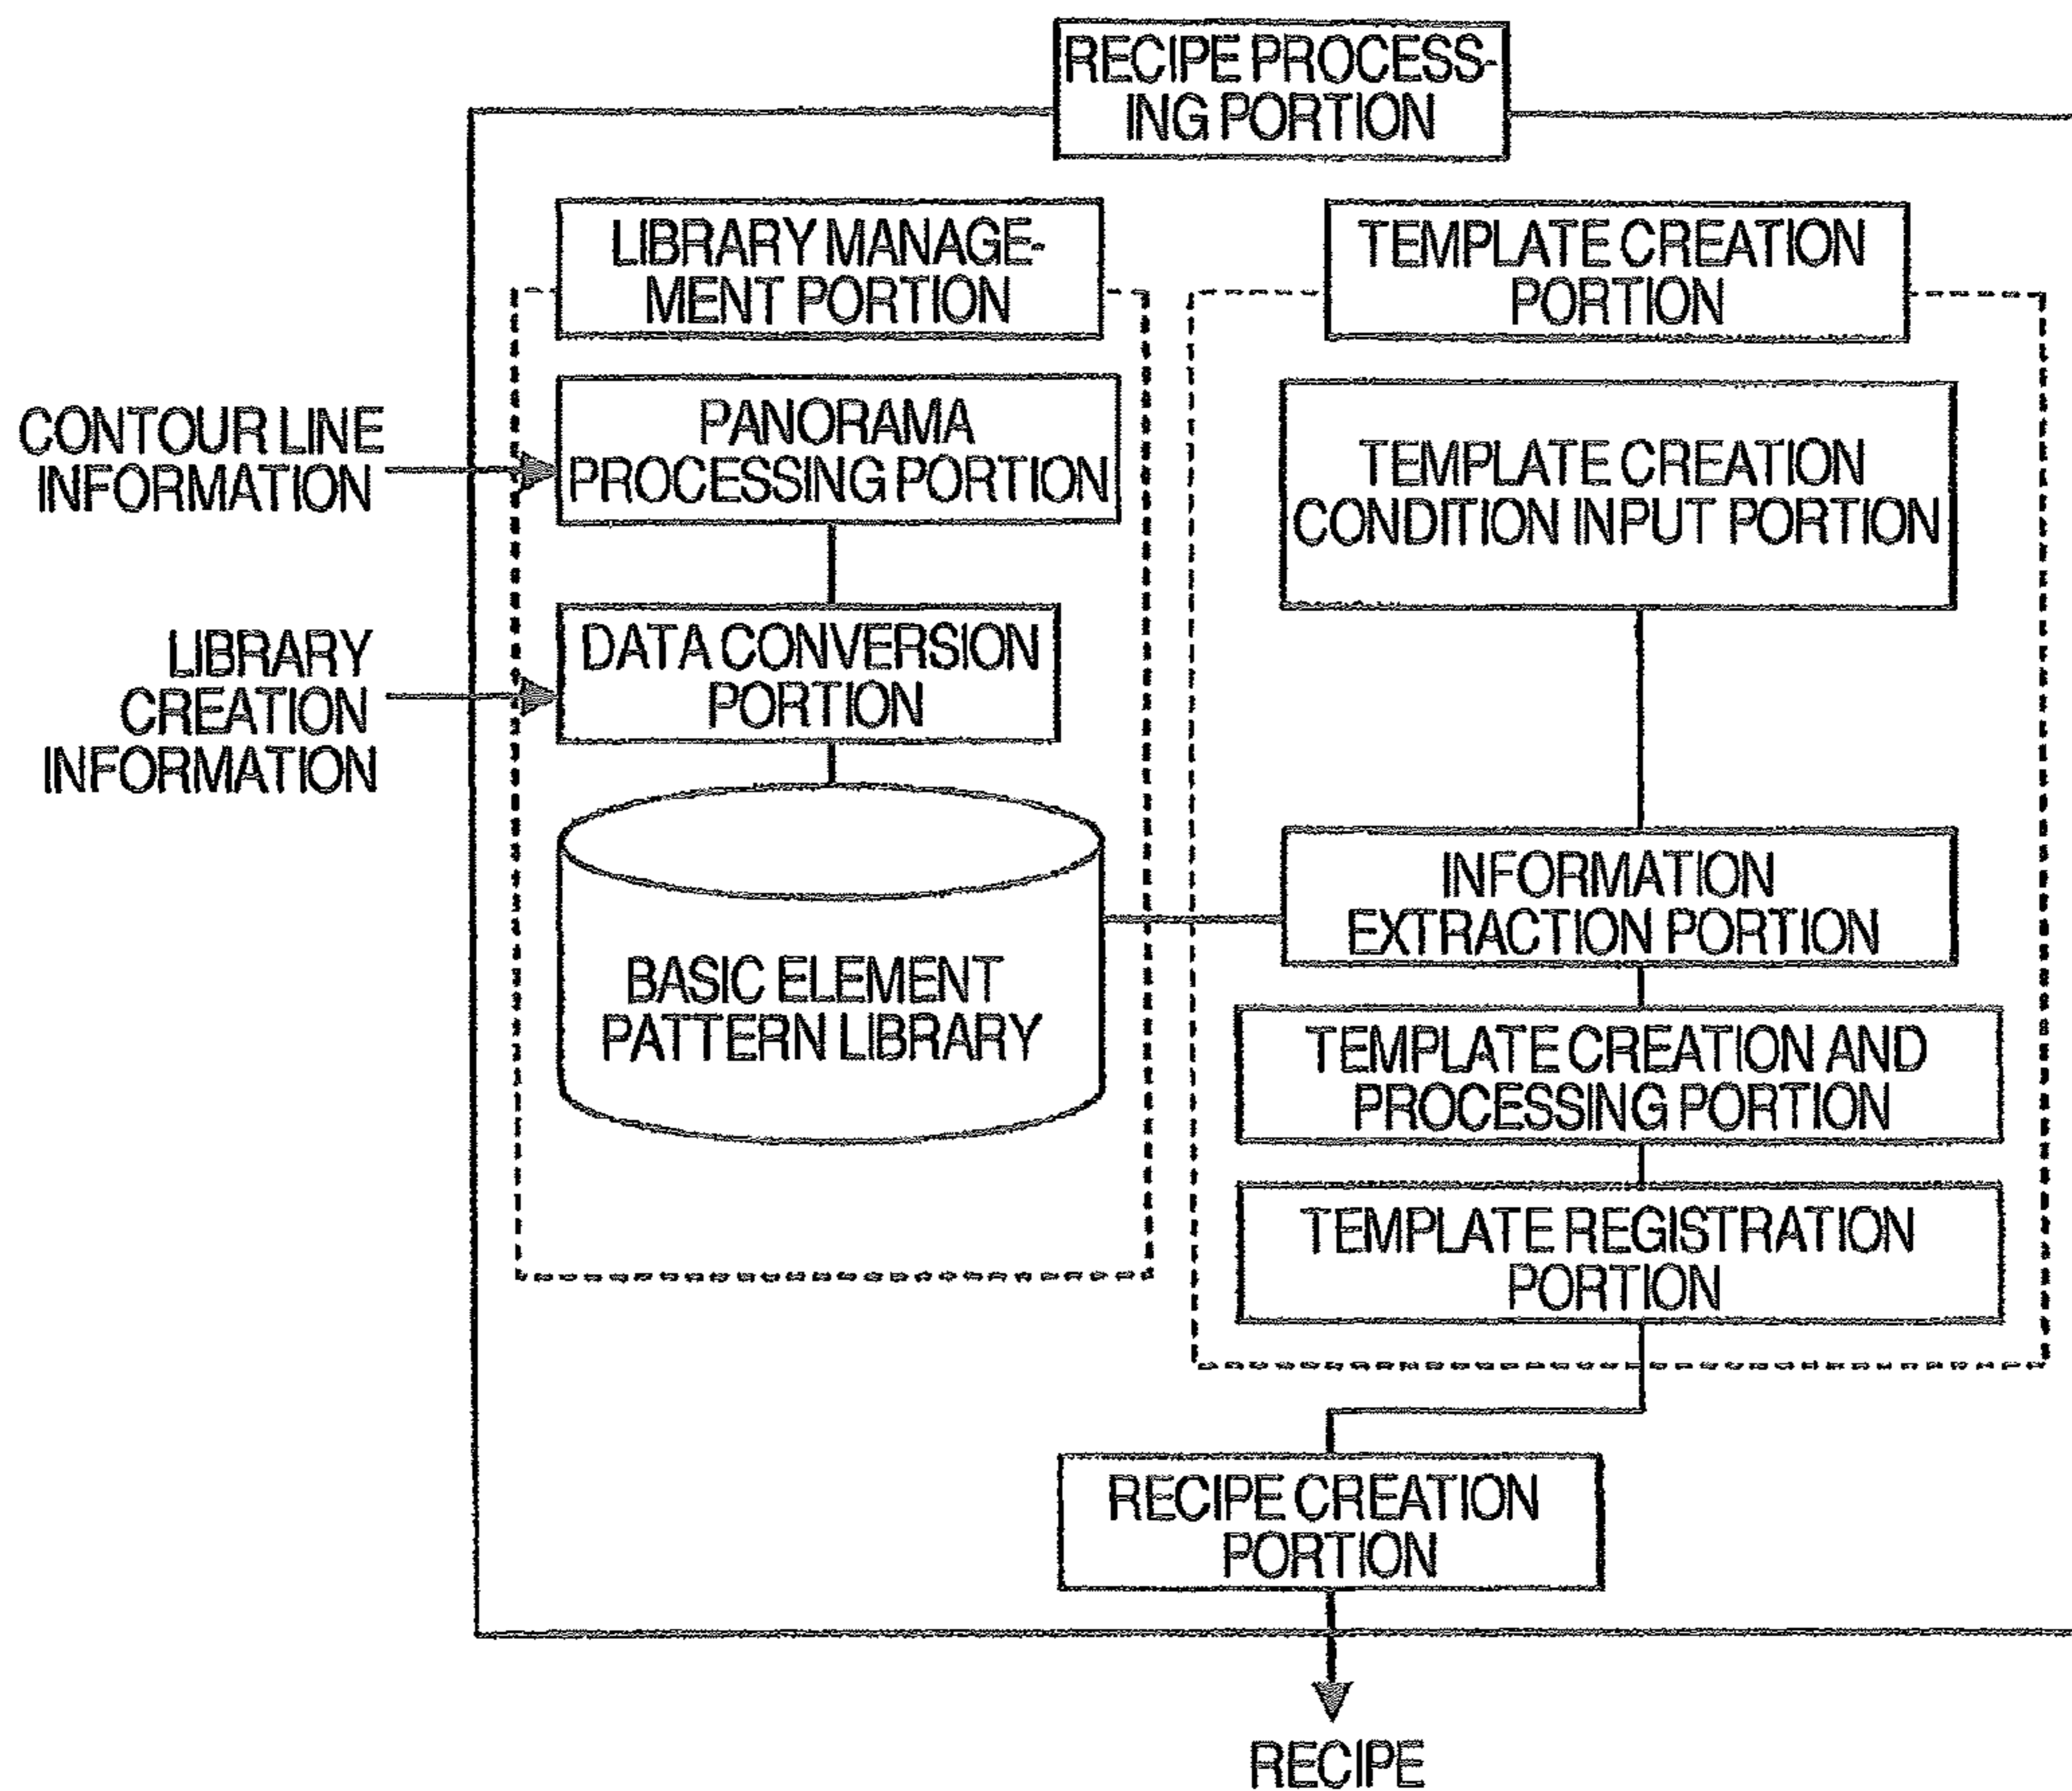 RECIPE PROCESS-
ING PORTION
LIBRARY MANAGE-
MENT PORTION
TEMPLATE CREATION
PORTION
CONTOUR LINE
INFORMATION
PANORAMA
PROCESSING PORTION
TEMPLATE CREATION
CONDITION INPUT PORTION
LIBRARY
CREATION
INFORMATION
DATA CONVERSION
PORTION
BASIC ELEMENT
PATTERN LIBRARY
INFORMATION
EXTRACTION PORTION
TEMPLATE CREATION AND
PROCESSING PORTION
TEMPLATE REGISTRATION
PORTION
RECIPE CREATION
PORTION
RECIPE